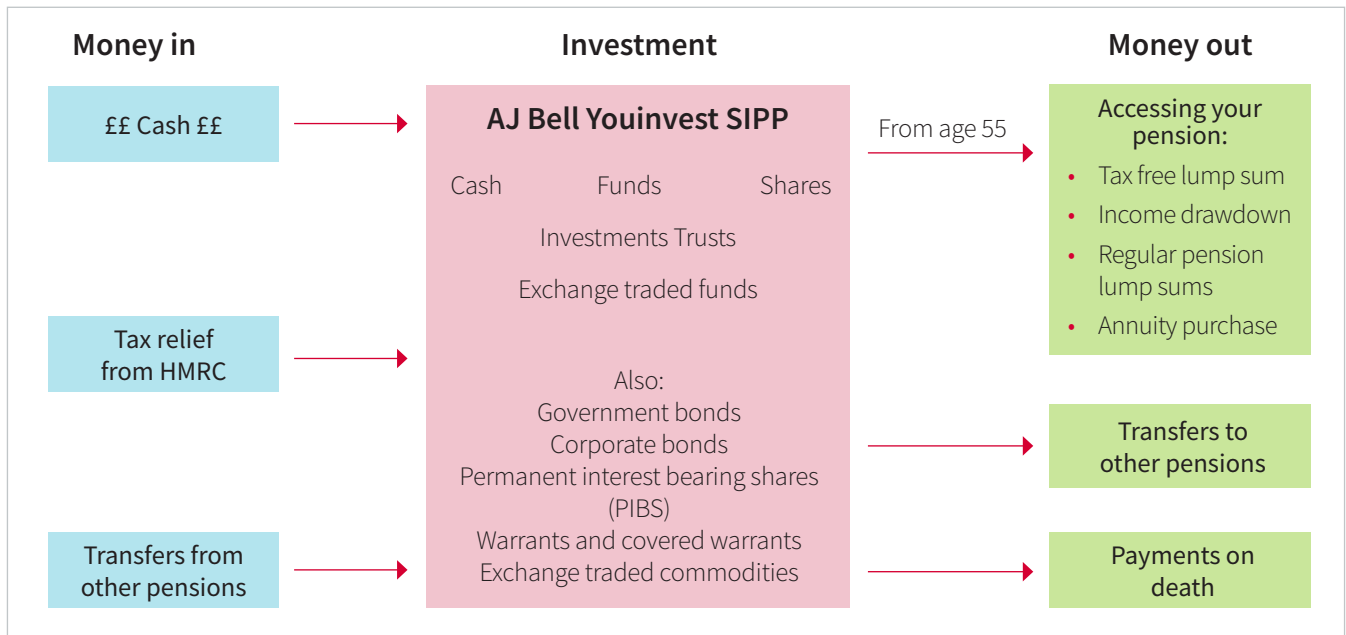 Money in
Investment
Money out
££ Cash ££
Tax relief
from HMRC
Transfers from
other pensions
AJ Bell Youinvest SIPP
Cash Funds Shares
Investments Trusts
Exchange traded funds
Also:
Government bonds
Corporate bonds
Permanent interest bearing shares
(PIBS)
Warrants and covered warrants
Exchange traded commodities
From age 55
Accessing your
pension:
• Tax free lump sum
• Income drawdown
• Regular pension
lump sums
• Annuity purchase
Transfers to
other pensions
Payments on
death